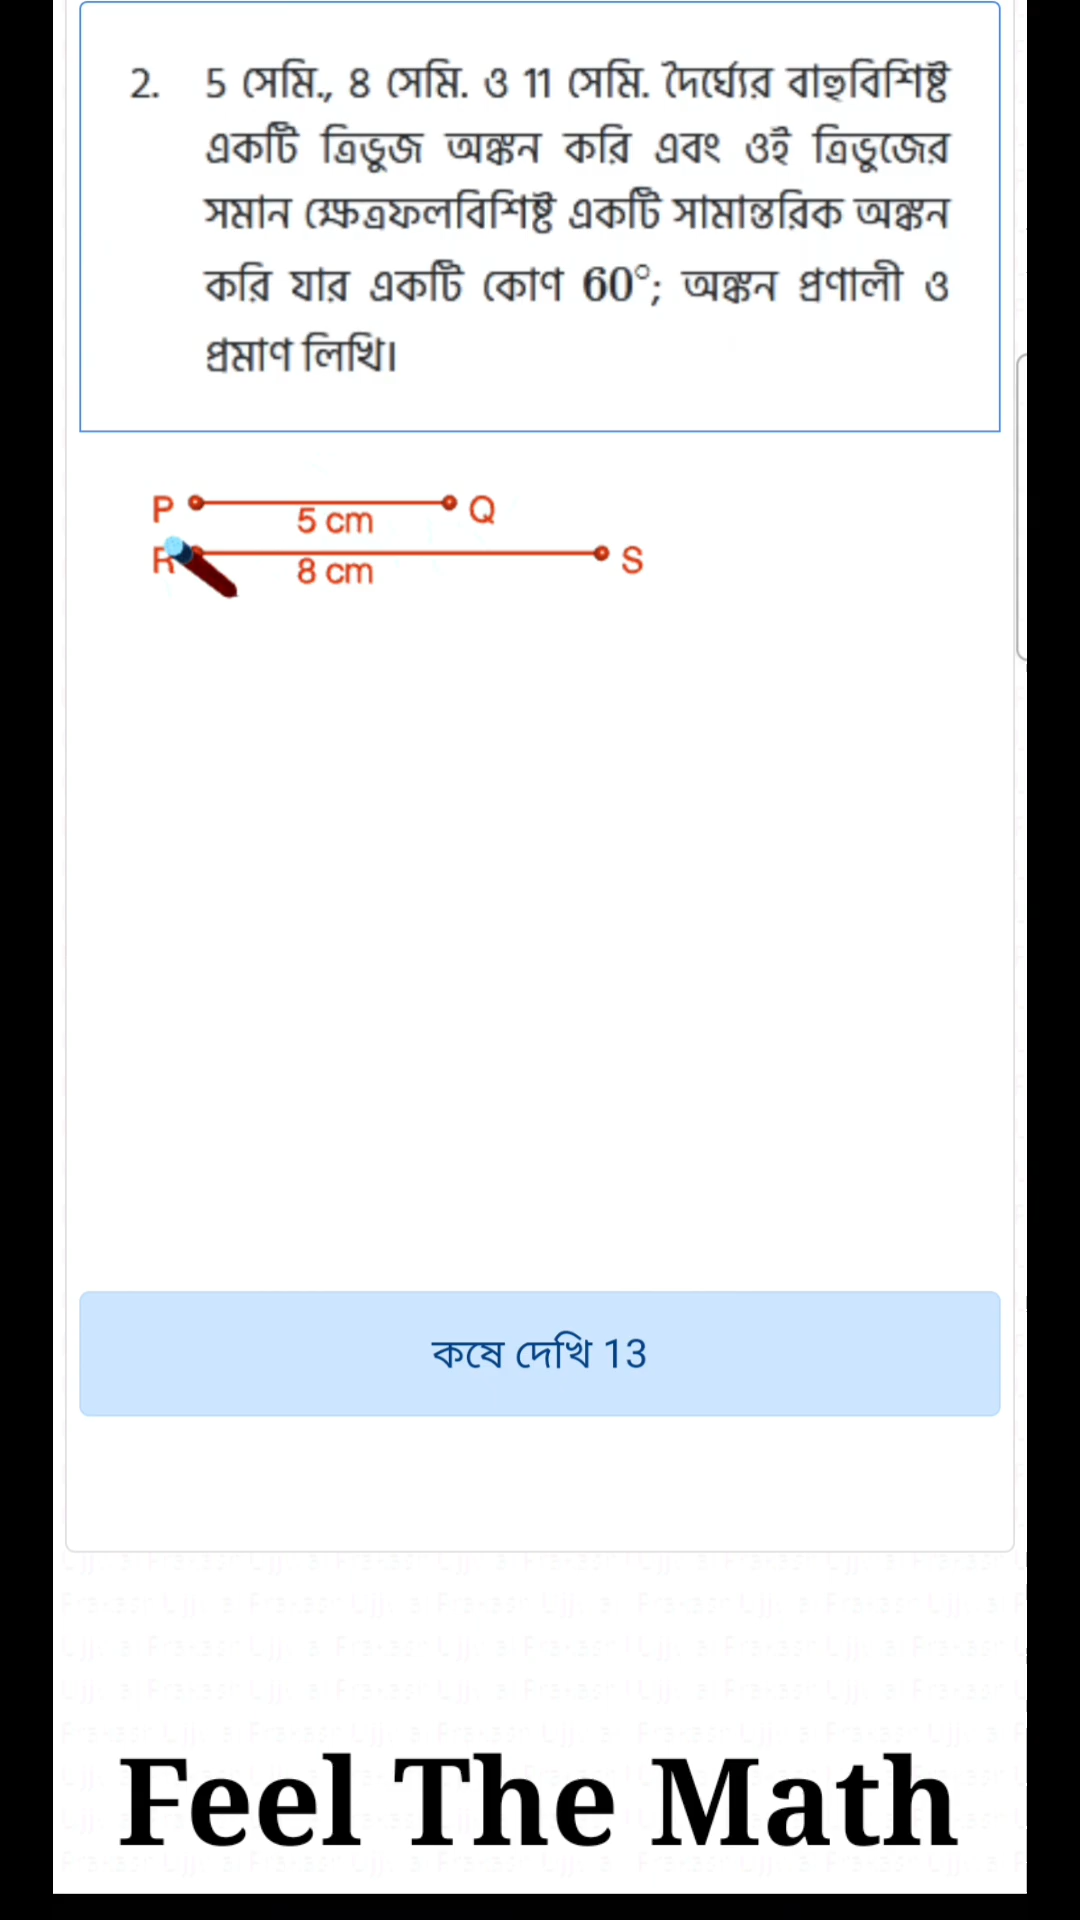 2. 5 সেমি., 8 সেমি. ও 11 সেমি. দৈর্ঘ্যের বাহুবিশিষ্ট
একটি ত্রিভুজ অঙ্কন করি এবং ওই ত্রিভুজের
সমান ক্ষেত্রফলবিশিষ্ট একটি সামান্তরিক অঙ্কন
করি যার একটি কোণ 60°; অঙ্কন প্রণালী ও
প্রমাণ লিখি।
P 5 cm Q
R 8 cm S
কষে দেখি 13
Feel The Math